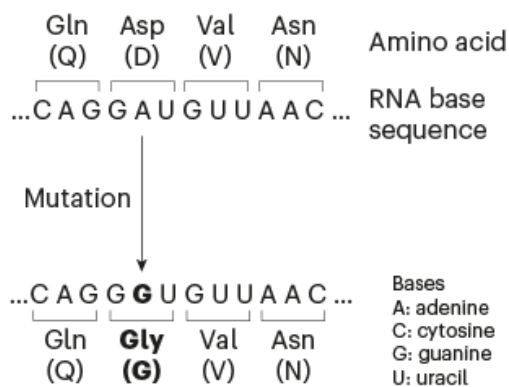 Gln Asp Val Asn
(Q) (D) (V) (N)
Amino acid
...C A G G A U G U U A A C ...
RNA base
sequence
Mutation
...C A G G G U G U U A A C ...
Gln Gly Val Asn
(Q) (G) (V) (N)
Bases
A: adenine
C: cytosine
G: guanine
U: uracil